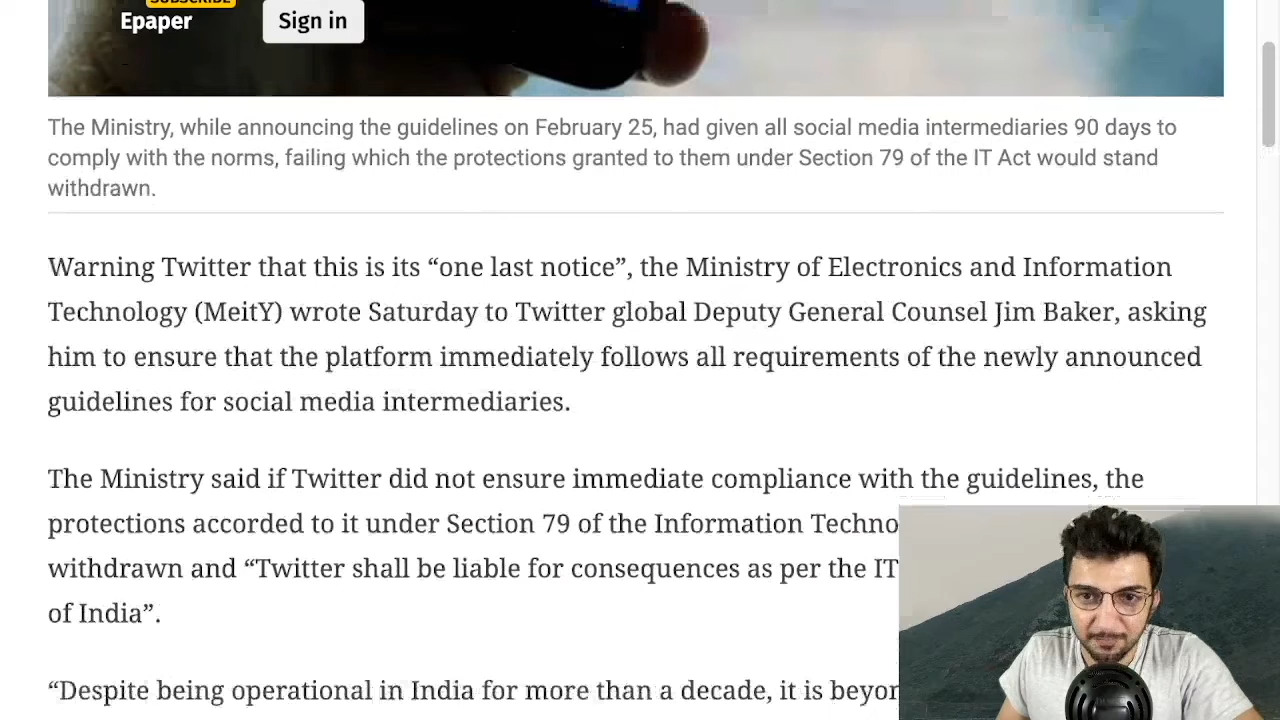 SUBSCRIBE
Epaper
Sign in
The Ministry, while announcing the guidelines on February 25, had given all social media intermediaries 90 days to
comply with the norms, failing which the protections granted to them under Section 79 of the IT Act would stand
withdrawn.
Warning Twitter that this is its “one last notice”, the Ministry of Electronics and Information
Technology (MeitY) wrote Saturday to Twitter global Deputy General Counsel Jim Baker, asking
him to ensure that the platform immediately follows all requirements of the newly announced
guidelines for social media intermediaries.
The Ministry said if Twitter did not ensure immediate compliance with the guidelines, the
protections accorded to it under Section 79 of the Information Techno
withdrawn and “Twitter shall be liable for consequences as per the IT
of India”.
“Despite being operational in India for more than a decade, it is beyon